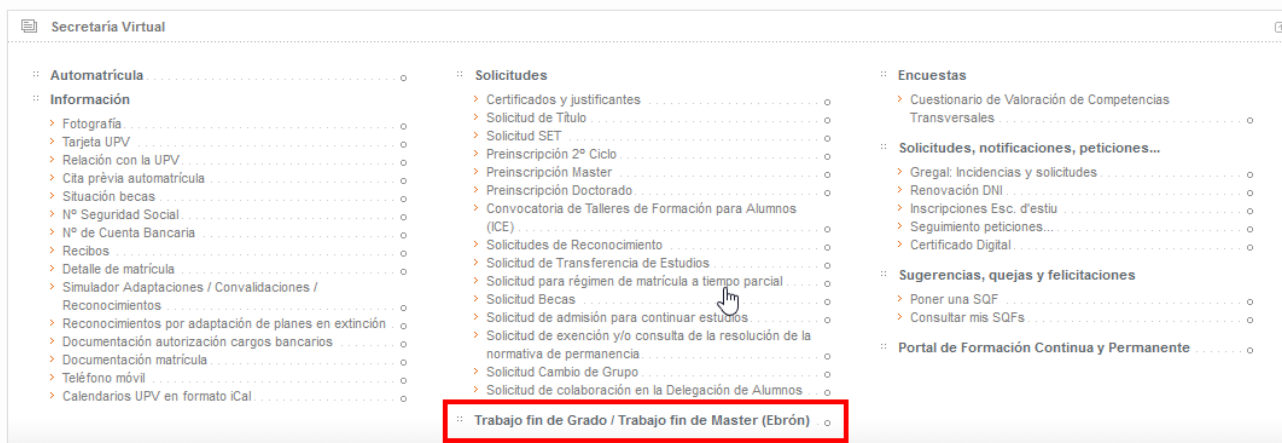 Secretaría Virtual
Automatrícula
Información
Fotografía
Tarjeta UPV
Relación con la UPV
Cita prèvia automatrícula
Situación becas
Nº Seguridad Social
Nº de Cuenta Bancaria
Recibos
Detalle de matrícula
Simulador Adaptaciones / Convalidaciones /
Reconocimientos
Reconocimientos por adaptación de planes en extinción
Documentación autorización cargos bancarios
Documentación matrícula
Teléfono móvil
Calendarios UPV en formato iCal
Solicitudes
Certificados y justificantes
Solicitud de Título
Solicitud SET
Preinscripción 2º Ciclo
Preinscripción Master
Preinscripción Doctorado
Convocatoria de Talleres de Formación para Alumnos
(ICE)
Solicitudes de Reconocimiento
Solicitud de Transferencia de Estudios
Solicitud para régimen de matrícula a tiempo parcial
Solicitud Becas
Solicitud de admisión para continuar estudios
Solicitud de exención y/o consulta de la resolución de la
normativa de permanencia
Solicitud Cambio de Grupo
Solicitud de colaboración en la Delegación de Alumnos
Trabajo fin de Grado / Trabajo fin de Master (Ebrón)
Encuestas
Cuestionario de Valoración de Competencias
Transversales
Solicitudes, notificaciones, peticiones...
Gregal: Incidencias y solicitudes
Renovación DNI
Inscripciones Esc. d'estiu
Seguimiento peticiones...
Certificado Digital
Sugerencias, quejas y felicitaciones
Poner una SQF
Consultar mis SQFs
Portal de Formación Continua y Permanente